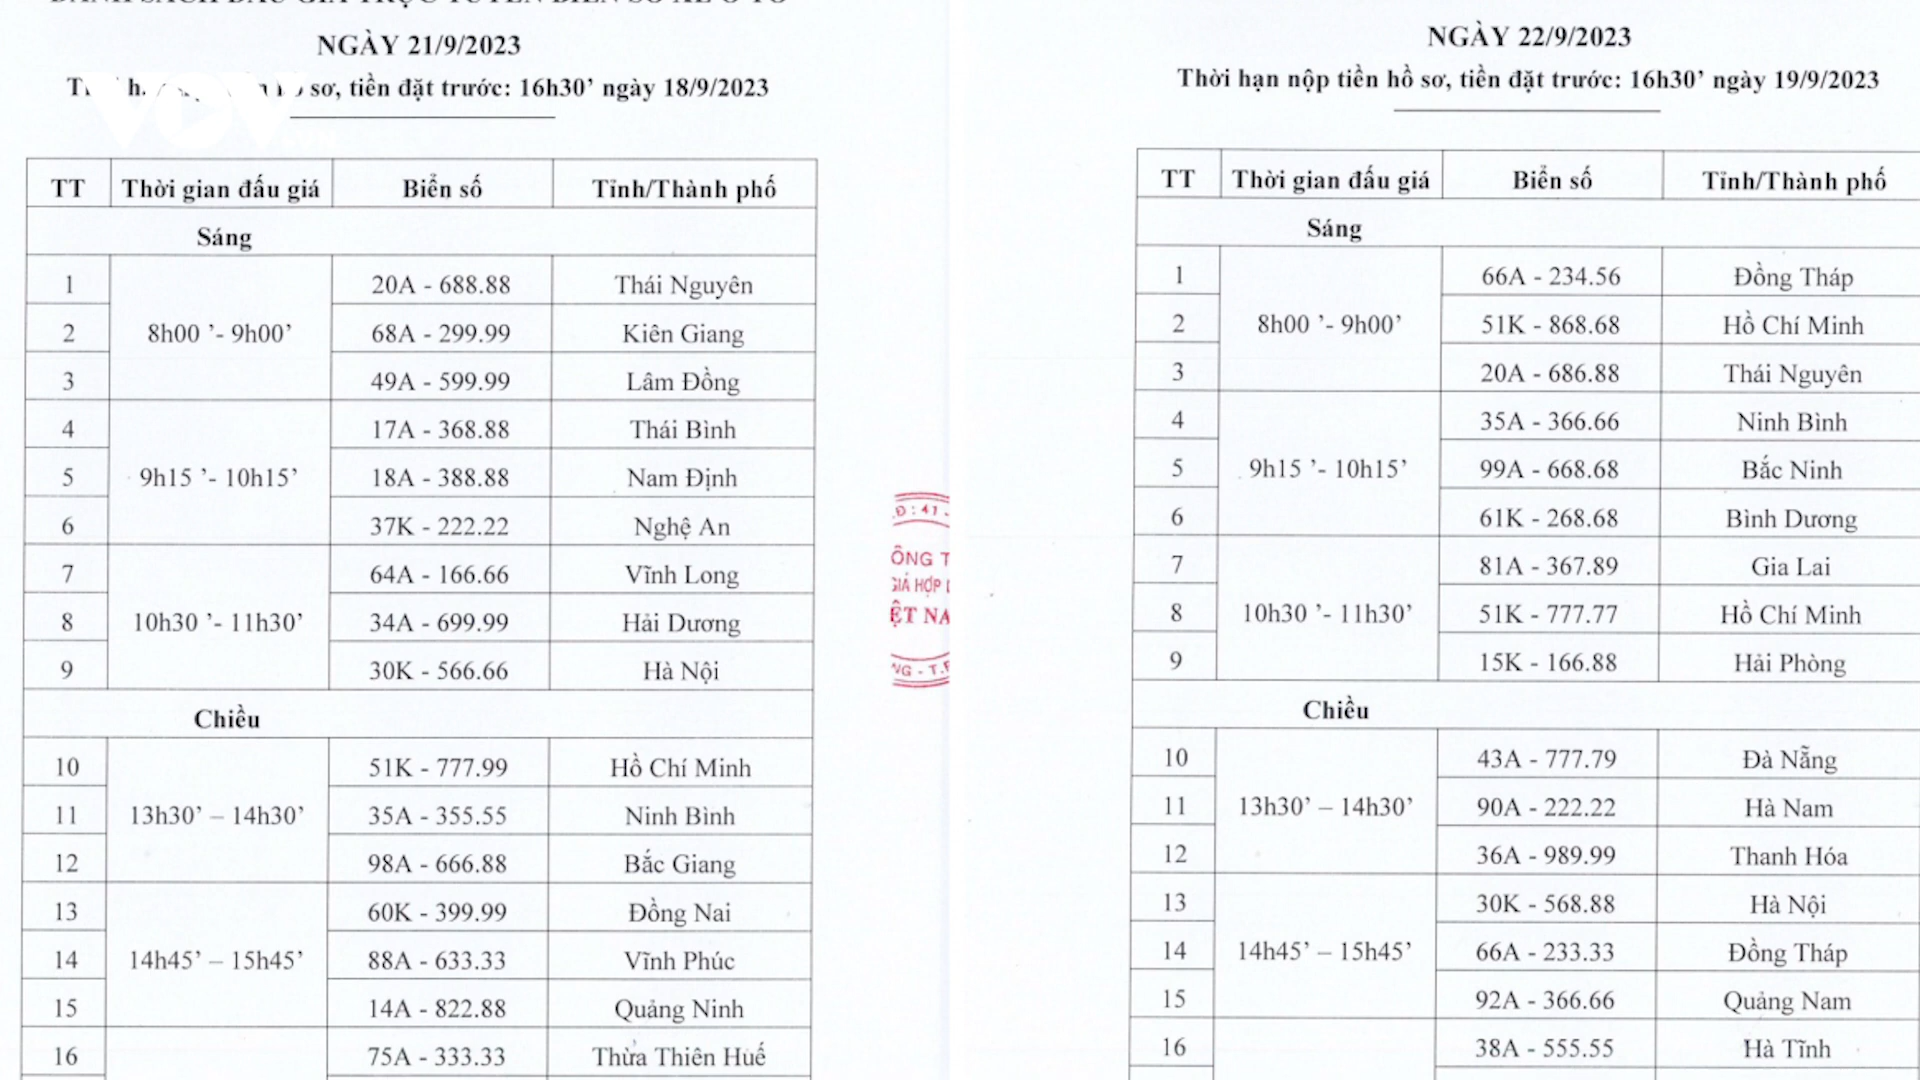 NGÀY 21/9/2023
sơ, tiền đặt trước: 16h30’ ngày 18/9/2023
TT Thời gian đấu giá Biển số Tỉnh/Thành phố
Sáng
1 20A - 688.88 Thái Nguyên
2 8h00 ’- 9h00’ 68A - 299.99 Kiên Giang
3 49A - 599.99 Lâm Đồng
4 17A - 368.88 Thái Bình
5 9h15 ’- 10h15’ 18A - 388.88 Nam Định
6 37K - 222.22 Nghệ An
7 64A - 166.66 Vĩnh Long
8 10h30 ’- 11h30’ 34A - 699.99 Hải Dương
9 30K - 566.66 Hà Nội
Chiều
10 51K - 777.99 Hồ Chí Minh
11 13h30’ – 14h30’ 35A - 355.55 Ninh Bình
12 98A - 666.88 Bắc Giang
13 60K - 399.99 Đồng Nai
14 14h45’ – 15h45’ 88A - 633.33 Vĩnh Phúc
15 14A - 822.88 Quảng Ninh
16 75A - 333.33 Thừa Thiên Huế
VOV
Đ : 41
ÔNG T
GIÁ HỢP
ỆT NA
NG - T.
NGÀY 22/9/2023
Thời hạn nộp tiền hồ sơ, tiền đặt trước: 16h30’ ngày 19/9/2023
TT Thời gian đấu giá Biển số Tỉnh/Thành phố
Sáng
1 66A - 234.56 Đồng Tháp
2 8h00 ’- 9h00’ 51K - 868.68 Hồ Chí Minh
3 20A - 686.88 Thái Nguyên
4 35A - 366.66 Ninh Bình
5 9h15 ’- 10h15’ 99A - 668.68 Bắc Ninh
6 61K - 268.68 Bình Dương
7 81A - 367.89 Gia Lai
8 10h30 ’- 11h30’ 51K - 777.77 Hồ Chí Minh
9 15K - 166.88 Hải Phòng
Chiều
10 43A - 777.79 Đà Nẵng
11 13h30’ – 14h30’ 90A - 222.22 Hà Nam
12 36A - 989.99 Thanh Hóa
13 30K - 568.88 Hà Nội
14 14h45’ – 15h45’ 66A - 233.33 Đồng Tháp
15 92A - 366.66 Quảng Nam
16 38A - 555.55 Hà Tĩnh